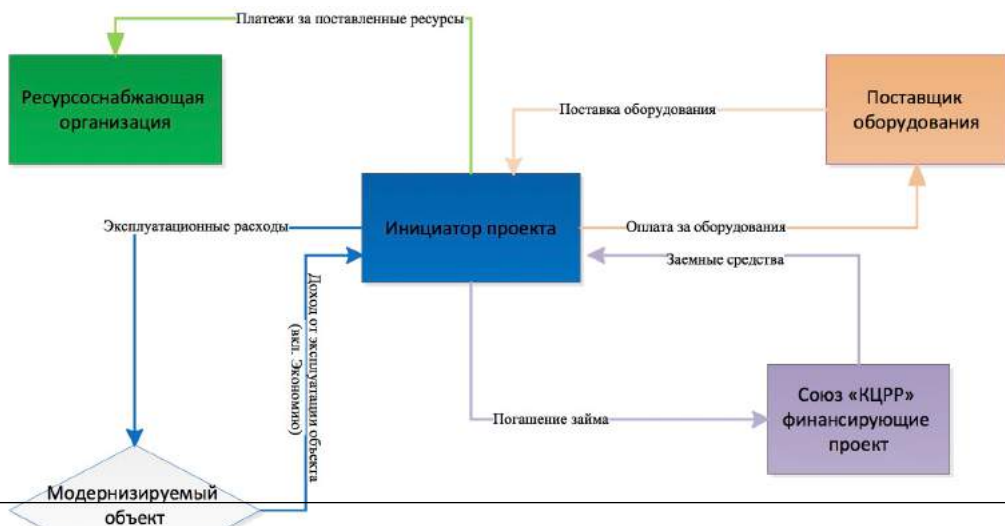 Платежи за поставленные ресурсы
Ресурсоснабжающая
организация
Поставка оборудования
Поставщик
оборудования
Эксплуатационные расходы
Инициатор проекта
Оплата за оборудования
Заемные средства
Доход от эксплуатации объекта
(вкл. Экономию)
Погашение займа
Союз «КЦРР»
финансирующие
проект
Модернизируемый
объект